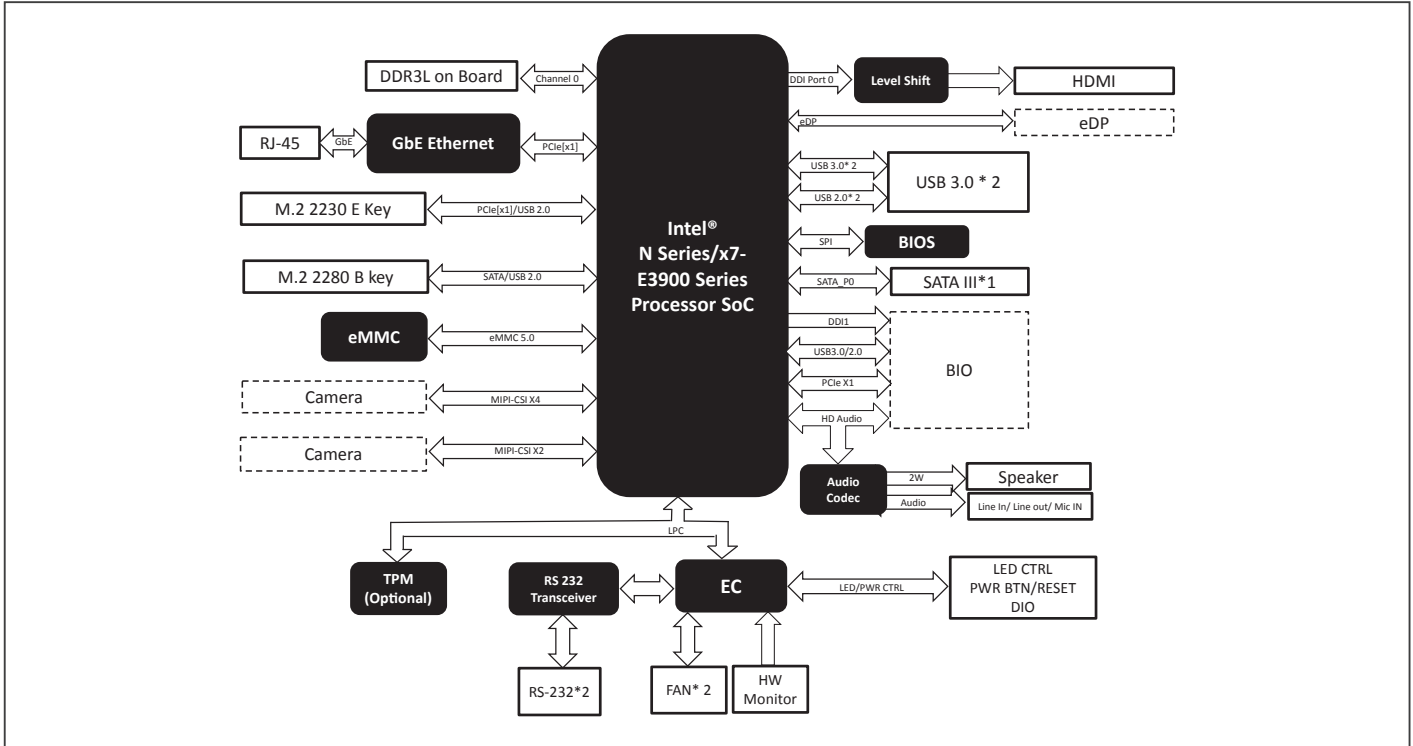 DDR3L on Board
Channel 0
RJ-45
GbE
GbE Ethernet
PCIe[x1]
M.2 2230 E Key
PCIe[x1]/USB 2.0
M.2 2280 B key
SATA/USB 2.0
eMMC
eMMC 5.0
Camera
MIPI-CSI X4
Camera
MIPI-CSI X2
Intel®
N Series/x7-
E3900 Series
Processor SoC
DDI Port 0
Level Shift
HDMI
eDP
eDP
USB 3.0* 2
USB 2.0* 2
USB 3.0 * 2
SPI
BIOS
SATA_P0
SATA III*1
DDI1
USB3.0/2.0
PCIe X1
HD Audio
BIO
Audio
Codec
2W
Speaker
Audio
Line In/ Line out/ Mic IN
LPC
TPM
(Optional)
RS 232
Transceiver
EC
LED/PWR CTRL
LED CTRL
PWR BTN/RESET
DIO
RS-232*2
FAN* 2
HW
Monitor